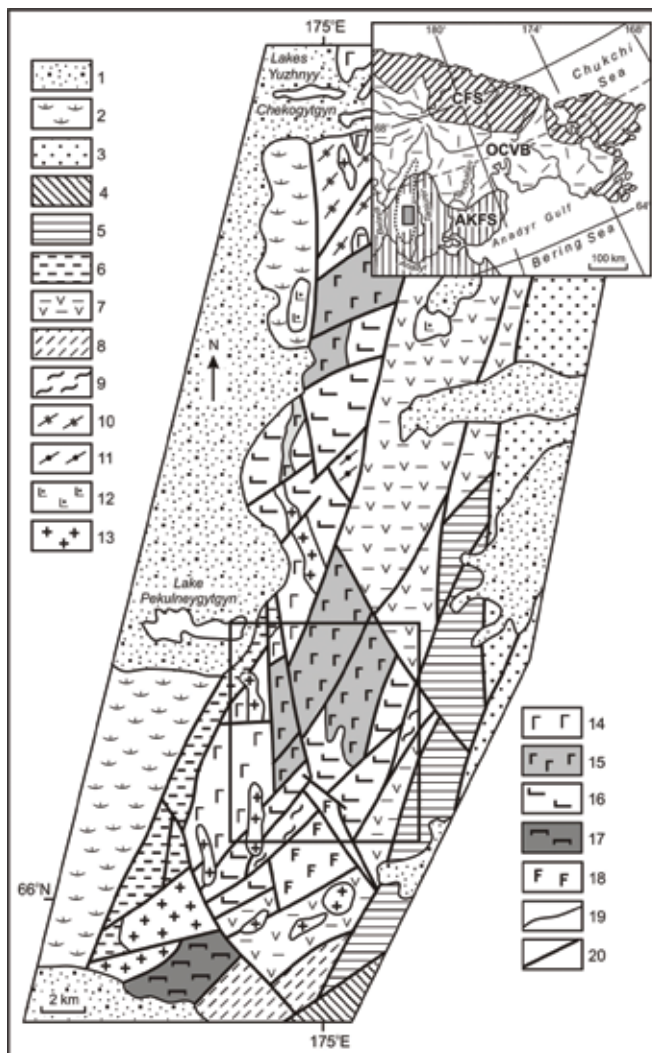 175°E
Lakes
Yuzhnyy
Chekogytgyn
180°
174°
168°
Chukchi
Sea
CFS
68°
OCVB
AKFS
64°
Anadyr Gulf
Bering Sea
100 km
1
2
3
4
5
6
7
8
9
10
11
12
13
N
Lake
Pekulneygytgyn
14
15
16
17
18
19
20
66°N
2 km
175°E